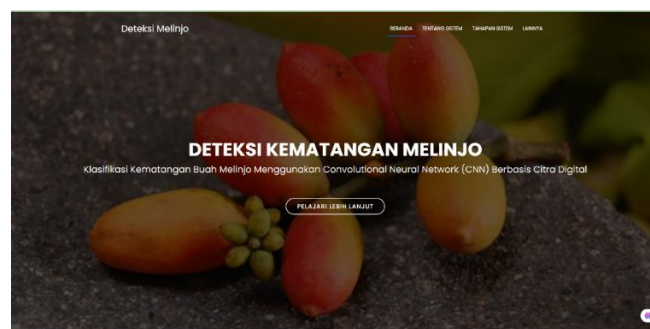 Deteksi Melinjo
BERANDA TENTANG SISTEM TAHAPAN SISTEM LAINNYA
DETEKSI KEMATANGAN MELINJO
Klasifikasi Kematangan Buah Melinjo Menggunakan Convolutional Neural Network (CNN) Berbasis Citra Digital
PELAJARI LEBIH LANJUT